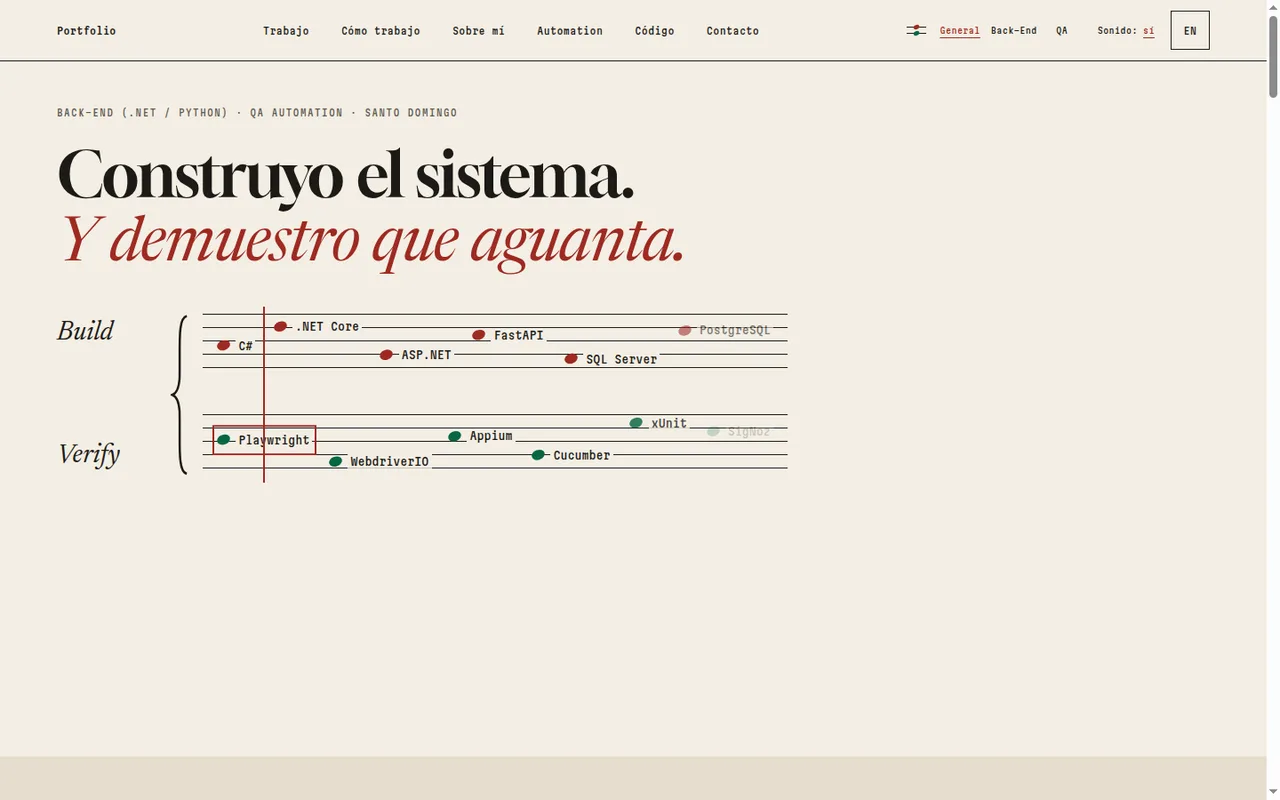 Portfolio
Trabajo
Cómo trabajo
Sobre mí
Automation
Código
Contacto
General
Back-End
QA
Sonido: sí
EN
BACK-END (.NET / PYTHON) · QA AUTOMATION · SANTO DOMINGO
Construyo el sistema.
Y demuestro que aguanta.
Build
.NET Core
FastAPI
PostgreSQL
C#
ASP.NET
SQL Server
Verify
xUnit
SigNoz
Playwright
Appium
Cucumber
WebdriverIO